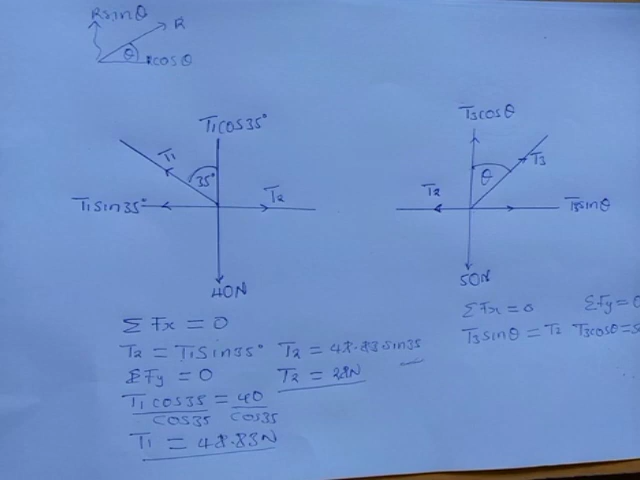 Rsinθ
R
θ
Rcosθ
T1cos35°
T1
35°
T2
T1sin35°
40N
T3cosθ
T3
θ
T2
T3sinθ
50N
ΣFx = 0
T2 = T1Sin35°
ΣFy = 0
T1cos35 = 40
cos35 cos35
T1 = 48.83N
T2 = 48.83sin35
T2 = 28N
ΣFx = 0 ΣFy = 0
T3sinθ = T2 T3cosθ = 5